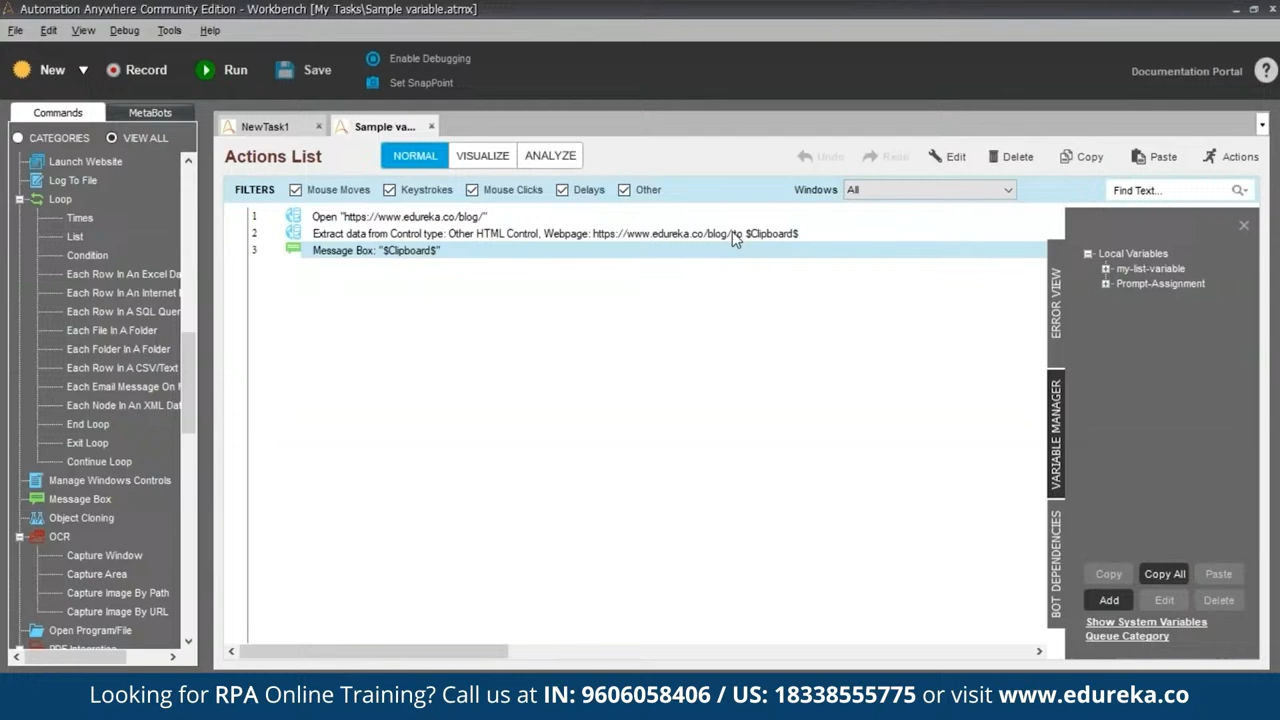 Automation Anywhere Community Edition - Workbench [My Tasks\Sample variable.atmx]
File Edit View Debug Tools Help
New Record Run Save
Enable Debugging
Set SnapPoint
Documentation Portal
Commands MetaBots
CATEGORIES VIEW ALL
Launch Website
Log To File
Loop
Times
List
Condition
Each Row In An Excel Da
Each Row In An Internet
Each Row In A SQL Quer
Each File In A Folder
Each Folder In A Folder
Each Row In A CSV/Text
Each Email Message On
Each Node In An XML Dat
End Loop
Exit Loop
Continue Loop
Manage Windows Controls
Message Box
Object Cloning
OCR
Capture Window
Capture Area
Capture Image By Path
Capture Image By URL
Open Program/File
NewTask1 Sample va...
Actions List NORMAL VISUALIZE ANALYZE Undo Redo Edit Delete Copy Paste Actions
FILTERS Mouse Moves Keystrokes Mouse Clicks Delays Other Windows All Find Text...
1 Open "https://www.edureka.co/blog/"
2 Extract data from Control type: Other HTML Control, Webpage: https://www.edureka.co/blog/ to $Clipboard$
3 Message Box: "$Clipboard$"
ERROR VIEW
VARIABLE MANAGER
BOT DEPENDENCIES
Local Variables
my-list-variable
Prompt-Assignment
Copy Copy All Paste
Add Edit Delete
Show System Variables
Queue Category
Looking for RPA Online Training? Call us at IN: 9606058406 / US: 18338555775 or visit www.edureka.co